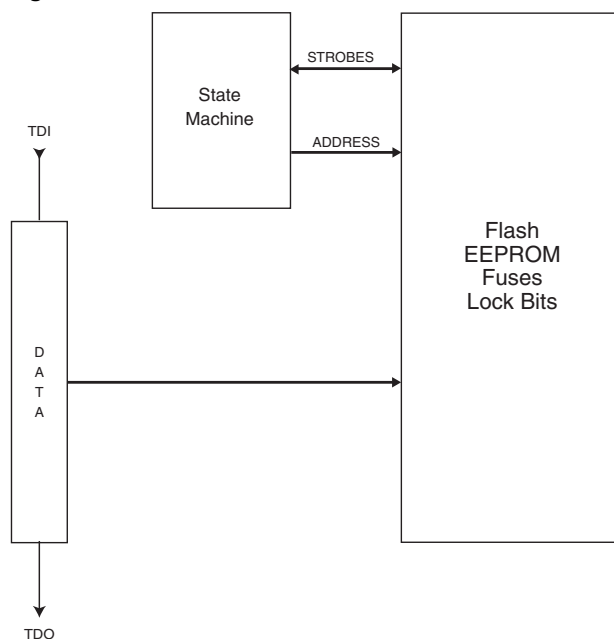 STROBES
State
Machine
ADDRESS
TDI
Flash
EEPROM
Fuses
Lock Bits
D
A
T
A
TDO